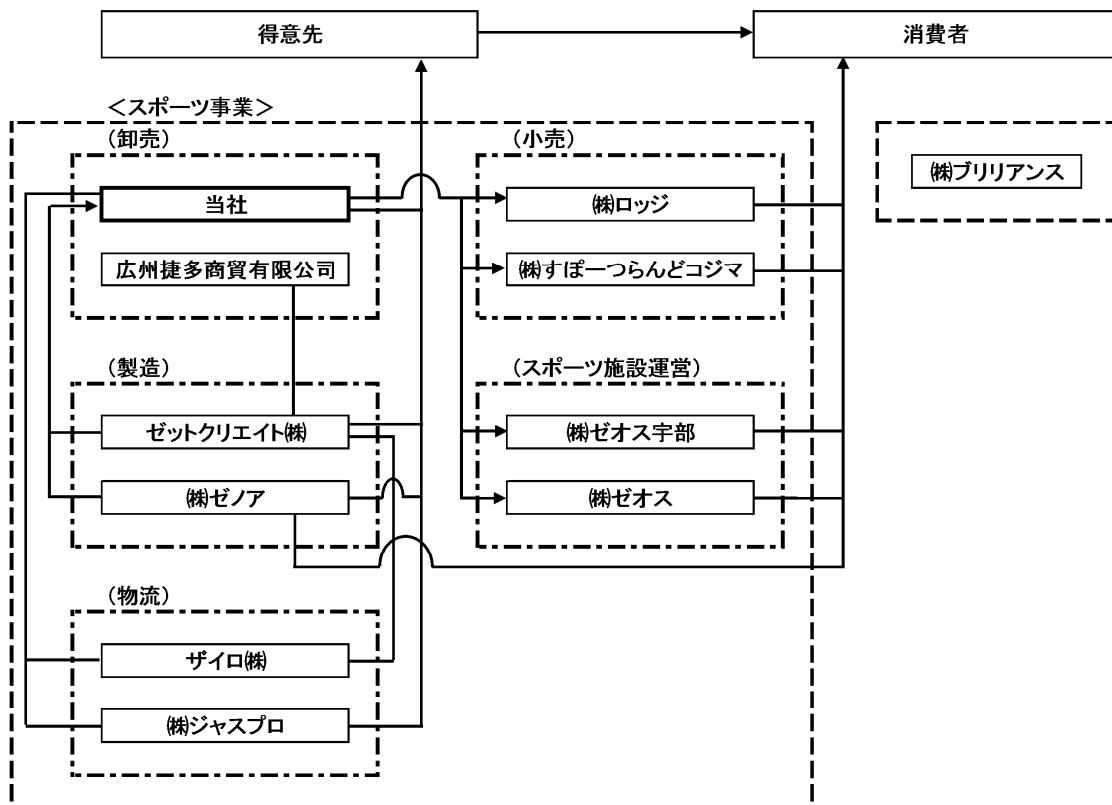 得意先
消費者
＜スポーツ事業＞
（卸売）
（小売）
㈱ブリリアンス
当社
㈱ロッジ
広州捷多商貿有限公司
㈱すぽーつらんどコジマ
（製造）
（スポーツ施設運営）
ゼットクリエイト㈱
㈱ゼオス宇部
㈱ゼノア
㈱ゼオス
（物流）
ザイロ㈱
㈱ジャスプロ